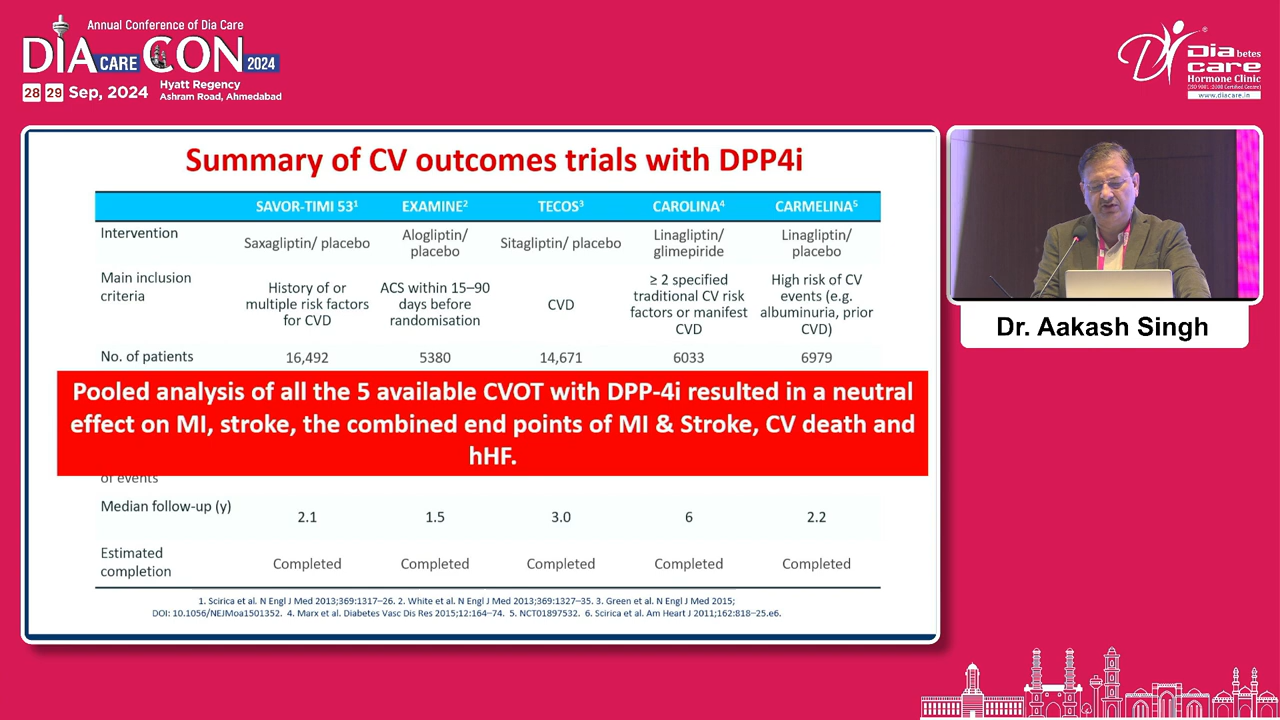 Annual Conference of Dia Care
DIA CARE CON 2024
28 29 Sep, 2024
Hyatt Regency
Ashram Road, Ahmedabad
Diabetes
care
Hormone Clinic
(ISO 9001 :2008 Certified Centre)
www.diacare.in
Summary of CV outcomes trials with DPP4i
SAVOR-TIMI 53¹ EXAMINE² TECOS³ CAROLINA⁴ CARMELINA⁵
Intervention Saxagliptin/ placebo Alogliptin/ placebo Sitagliptin/ placebo Linagliptin/ glimepiride Linagliptin/ placebo
Main inclusion criteria History of or multiple risk factors for CVD ACS within 15–90 days before randomisation CVD ≥ 2 specified traditional CV risk factors or manifest CVD High risk of CV events (e.g. albuminuria, prior CVD)
No. of patients 16,492 5380 14,671 6033 6979
Pooled analysis of all the 5 available CVOT with DPP-4i resulted in a neutral
effect on MI, stroke, the combined end points of MI & Stroke, CV death and
hHF.
of events
Median follow-up (y) 2.1 1.5 3.0 6 2.2
Estimated completion Completed Completed Completed Completed Completed
1. Scirica et al. N Engl J Med 2013;369:1317–26. 2. White et al. N Engl J Med 2013;369:1327–35. 3. Green et al. N Engl J Med 2015;
DOI: 10.1056/NEJMoa1501352. 4. Marx et al. Diabetes Vasc Dis Res 2015;12:164–74. 5. NCT01897532. 6. Scirica et al. Am Heart J 2011;162:818–25.e6.
Dr. Aakash Singh